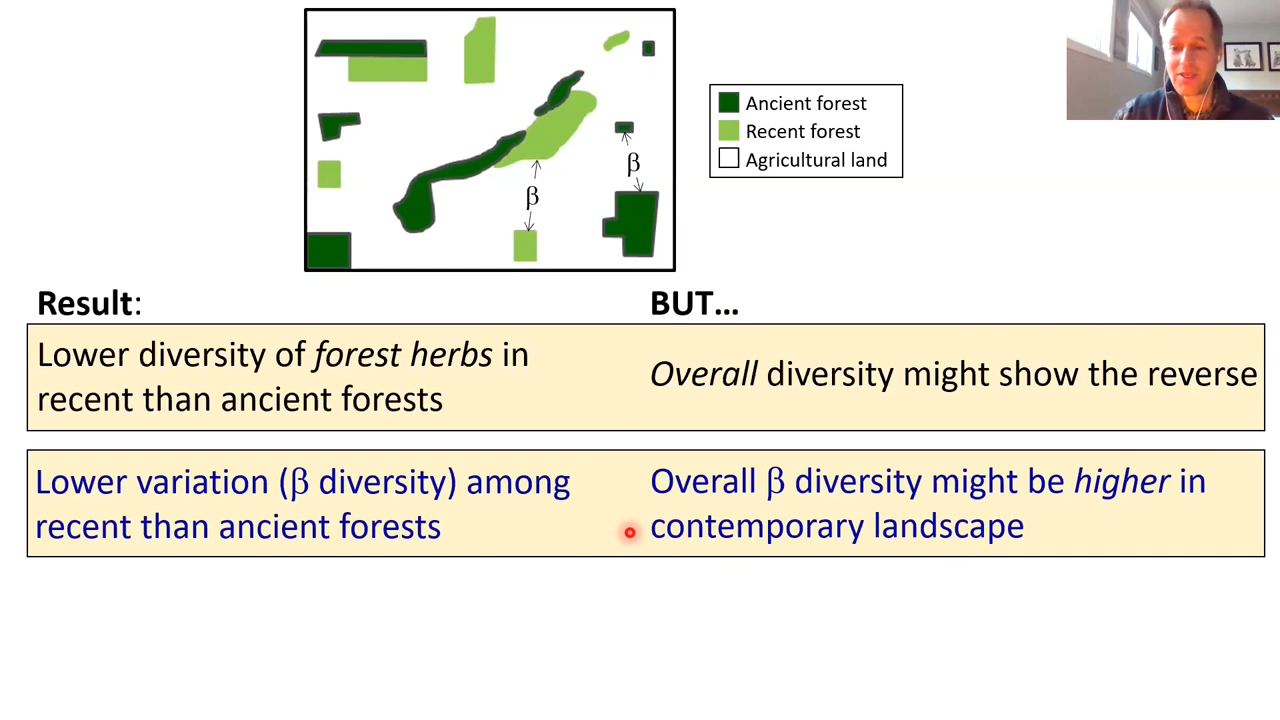 Ancient forest
Recent forest
Agricultural land
β
β
Result:
BUT...
Lower diversity of forest herbs in
recent than ancient forests
Overall diversity might show the reverse
Lower variation (β diversity) among
recent than ancient forests
Overall β diversity might be higher in
contemporary landscape